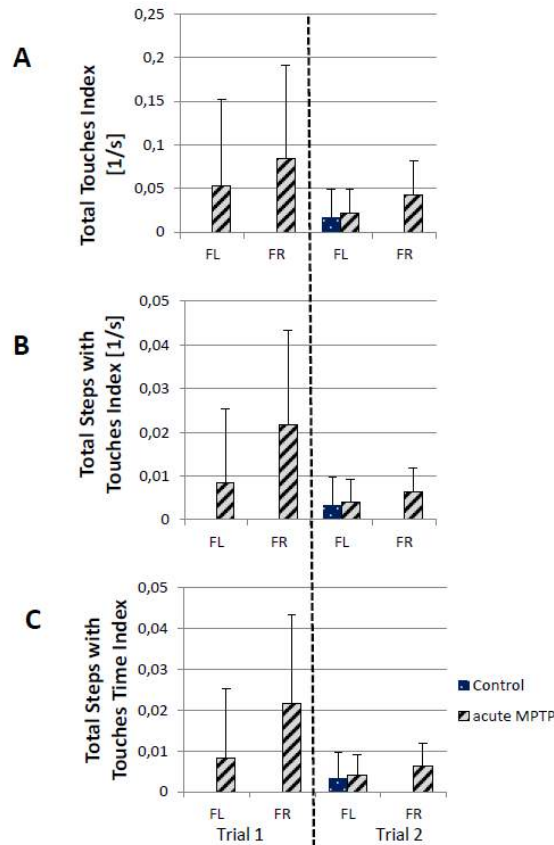 A
Total Touches Index
[1/s]
0,25
0,2
0,15
0,1
0,05
0
FL FR FL FR
B
Total Steps with
Touches Index [1/s]
0,05
0,04
0,03
0,02
0,01
0
FL FR FL FR
C
Total Steps with
Touches Time Index
0,05
0,04
0,03
0,02
0,01
0
FL FR FL FR
Trial 1 Trial 2
Control
acute MPTP